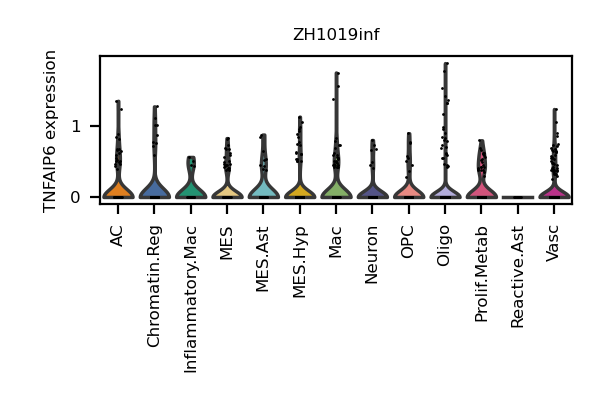 ZH1019inf
TNFAIP6 expression
1
0
AC
Chromatin.Reg
Inflammatory.Mac
MES
MES.Ast
MES.Hyp
Mac
Neuron
OPC
Oligo
Prolif.Metab
Reactive.Ast
Vasc